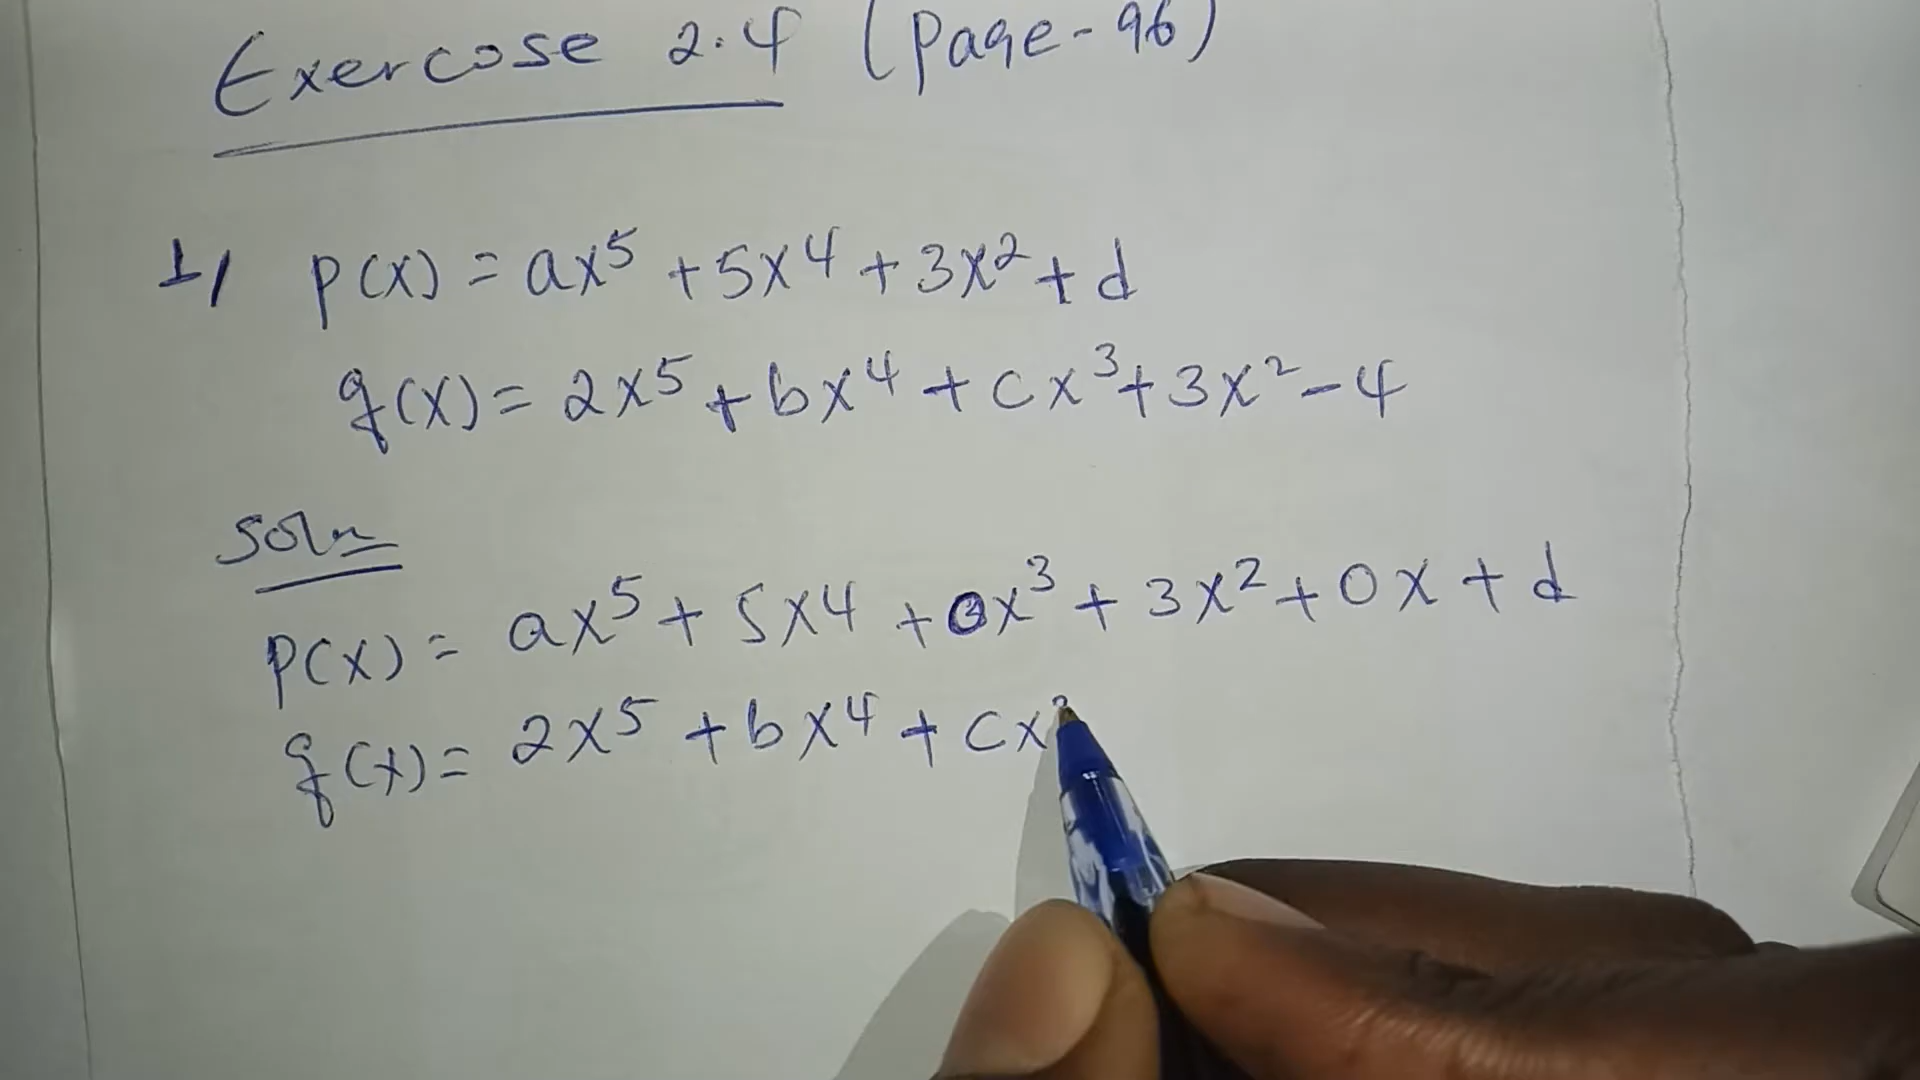 Exercose 2.4 (page-96)
1/ p(x) = ax⁵ + 5x⁴ + 3x² + d
q(x) = 2x⁵ + bx⁴ + cx³ + 3x² - 4
Soln
p(x) = ax⁵ + 5x⁴ + 0x³ + 3x² + 0x + d
q(x) = 2x⁵ + bx⁴ + cx